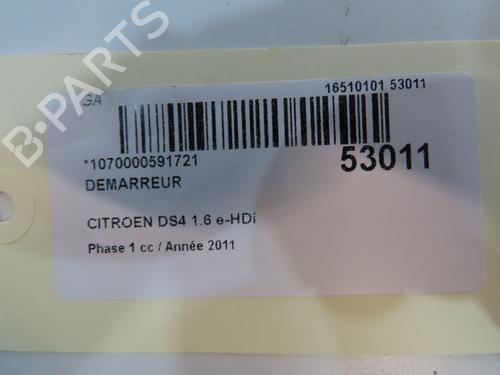 B-PARTS
GA
16510101 53011
*1070000591721
53011
DEMARREUR
CITROEN DS4 1.6 e-HDi
Phase 1 cc / Année 2011